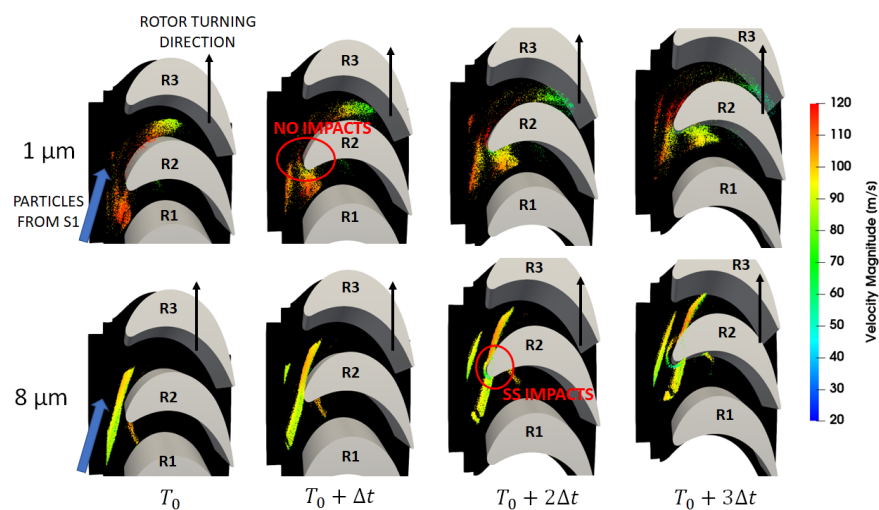 ROTOR TURNING
DIRECTION
R3
R2
R1
R3
NO IMPACTS
R2
R1
R3
R2
R1
R3
R2
R1
1 μm
PARTICLES
FROM S1
120
110
100
90
80
70
60
50
40
30
20
Velocity Magnitude (m/s)
8 μm
R3
R2
R1
R3
R2
R1
R3
R2
SS IMPACTS
R1
R3
R2
R1
T₀
T₀ + Δt
T₀ + 2Δt
T₀ + 3Δt